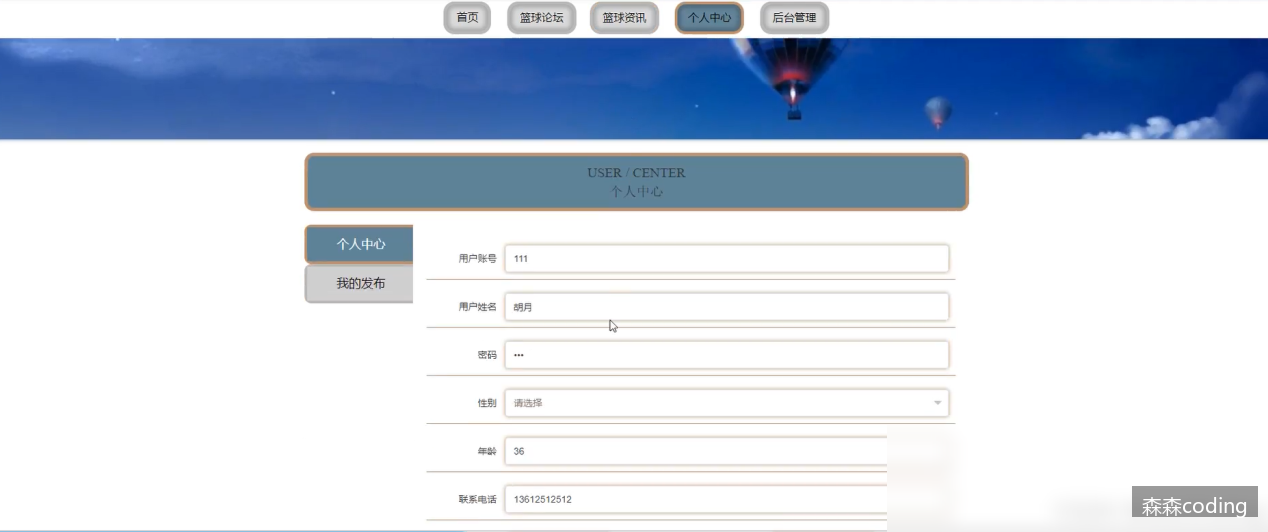 首页 篮球论坛 篮球资讯 个人中心 后台管理
USER / CENTER
个人中心
个人中心
我的发布
用户账号 111
用户姓名 胡月
密码 •••
性别 请选择
年龄 36
联系电话 13612512512
森森coding